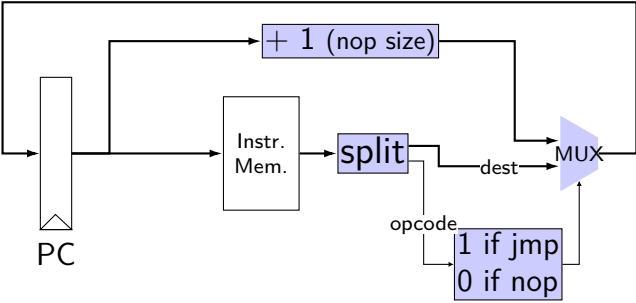 + 1 (nop size)
Instr.
Mem.
split
MUX
dest
opcode
1 if jmp
0 if nop
PC